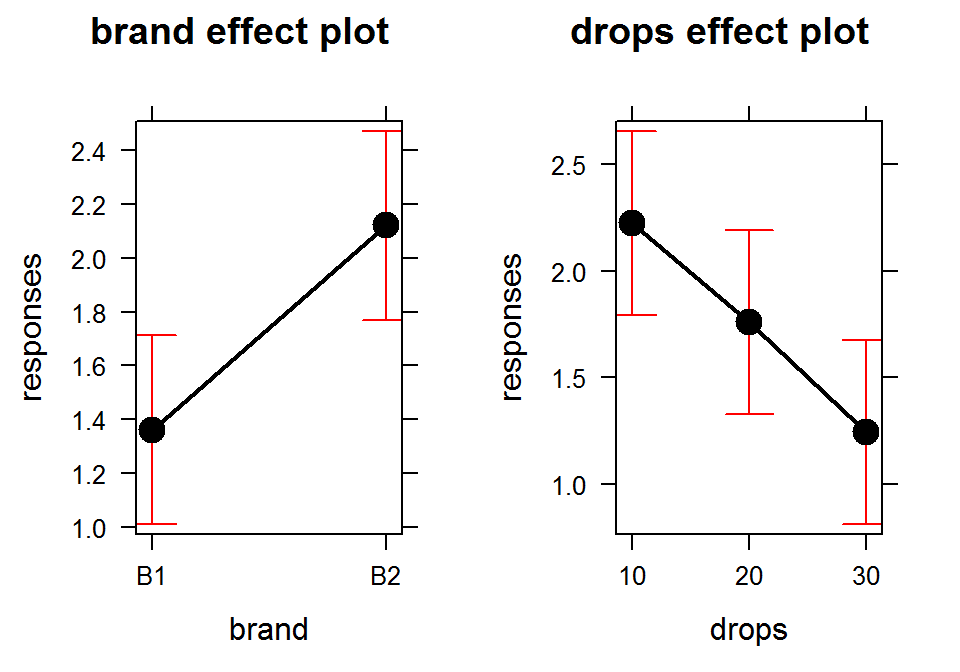 brand effect plot
responses
2.4
2.2
2.0
1.8
1.6
1.4
1.2
1.0
B1 B2
brand
drops effect plot
responses
2.5
2.0
1.5
1.0
10 20 30
drops